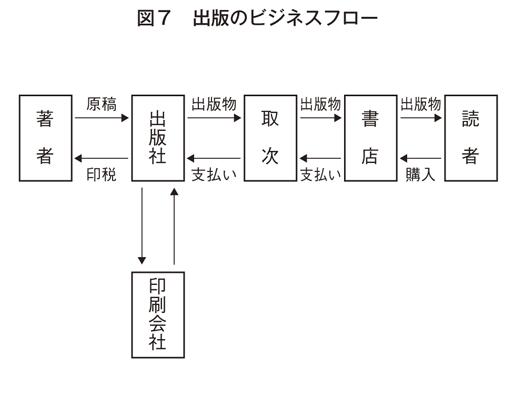 図7 出版のビジネスフロー
原稿
出版物
出版物
出版物
著者
出版社
取次
書店
読者
印税
支払い
支払い
購入
印刷会社